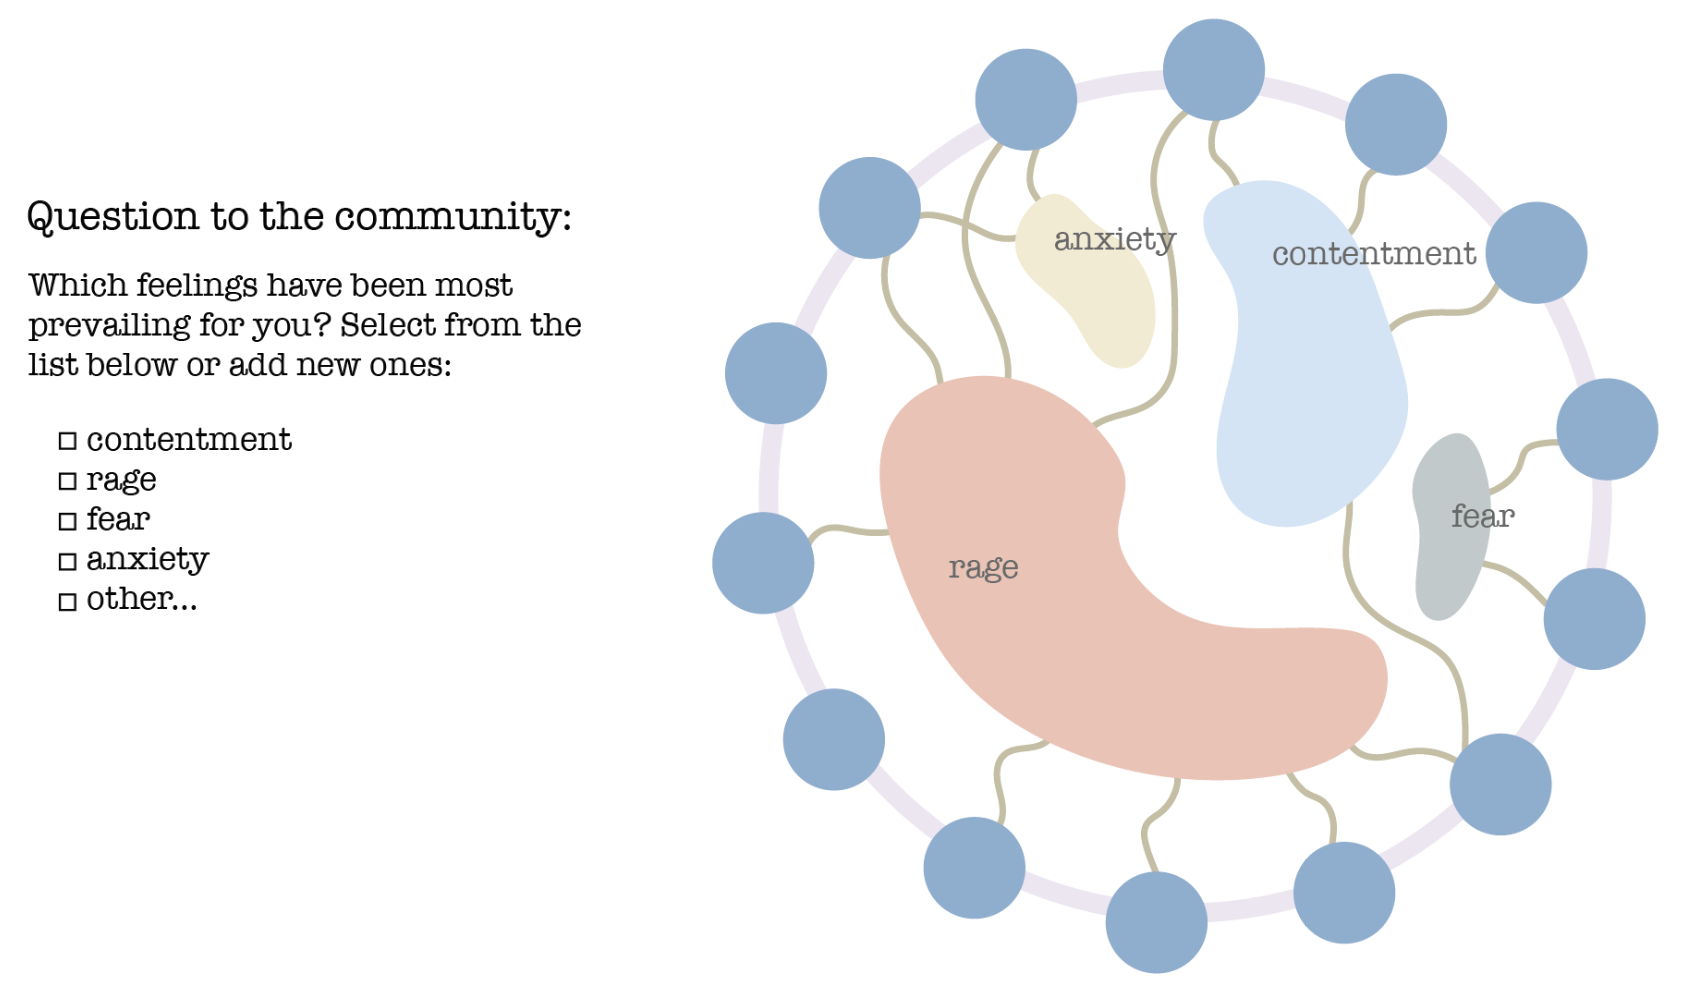 Question to the community:
Which feelings have been most
prevailing for you? Select from the
list below or add new ones:
contentment
rage
fear
anxiety
other...
anxiety
contentment
fear
rage